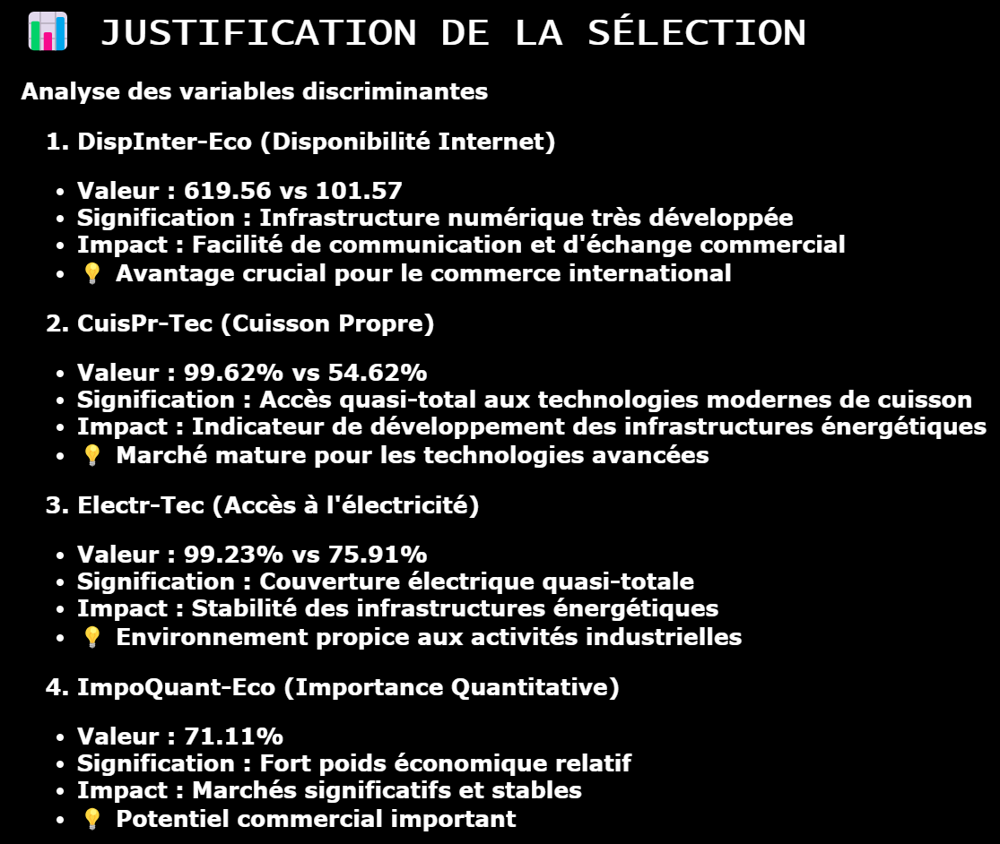 JUSTIFICATION DE LA SÉLECTION
Analyse des variables discriminantes
1. DispInter-Eco (Disponibilité Internet)
• Valeur : 619.56 vs 101.57
• Signification : Infrastructure numérique très développée
• Impact : Facilité de communication et d'échange commercial
• 💡 Avantage crucial pour le commerce international
2. CuisPr-Tec (Cuisson Propre)
• Valeur : 99.62% vs 54.62%
• Signification : Accès quasi-total aux technologies modernes de cuisson
• Impact : Indicateur de développement des infrastructures énergétiques
• 💡 Marché mature pour les technologies avancées
3. Electr-Tec (Accès à l'électricité)
• Valeur : 99.23% vs 75.91%
• Signification : Couverture électrique quasi-totale
• Impact : Stabilité des infrastructures énergétiques
• 💡 Environnement propice aux activités industrielles
4. ImpoQuant-Eco (Importance Quantitative)
• Valeur : 71.11%
• Signification : Fort poids économique relatif
• Impact : Marchés significatifs et stables
• 💡 Potentiel commercial important